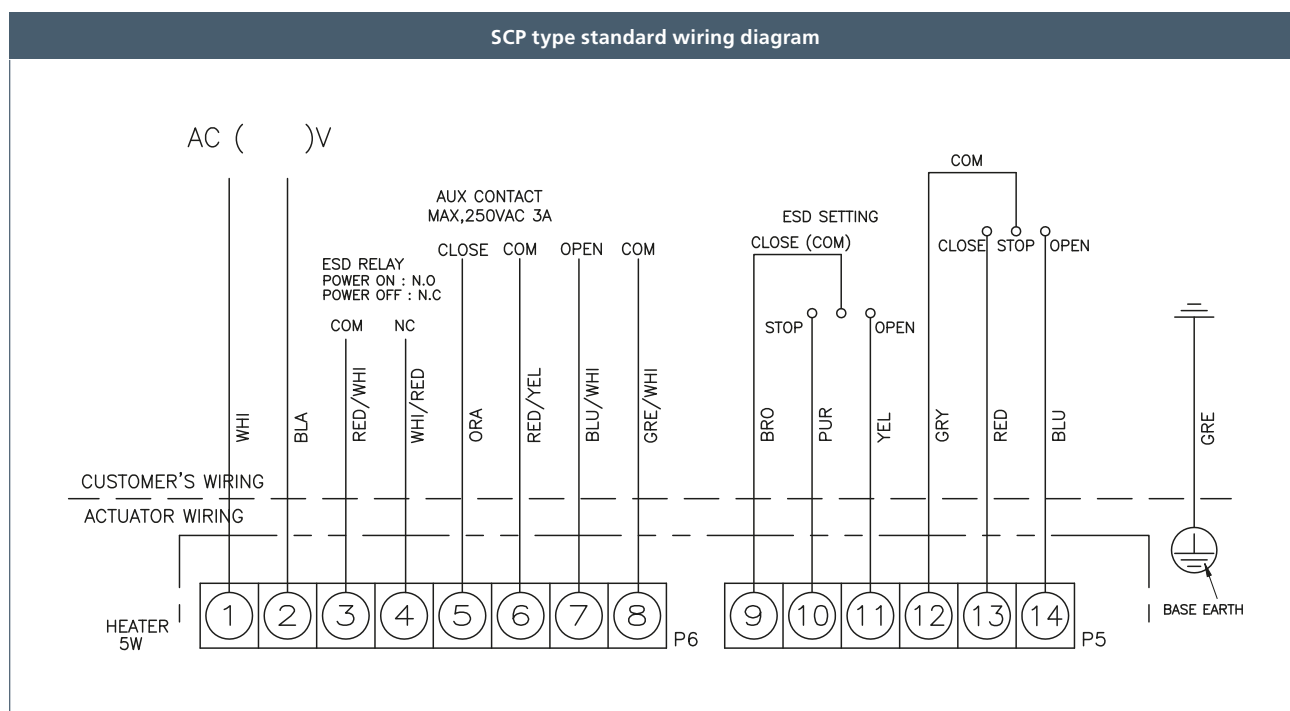 SCP type standard wiring diagram
AC ( )V
COM
AUX CONTACT
MAX,250VAC 3A
ESD SETTING
CLOSE COM OPEN COM
CLOSE (COM)
CLOSE STOP OPEN
ESD RELAY
POWER ON : N.O
POWER OFF : N.C
COM NC
STOP OPEN
WHI
BLA
RED/WHI
WHI/RED
ORA
RED/YEL
BLU/WHI
GRE/WHI
BRO
PUR
YEL
GRY
RED
BLU
GRE
CUSTOMER'S WIRING
ACTUATOR WIRING
HEATER
5W
1 2 3 4 5 6 7 8
P6
9 10 11 12 13 14
P5
BASE EARTH